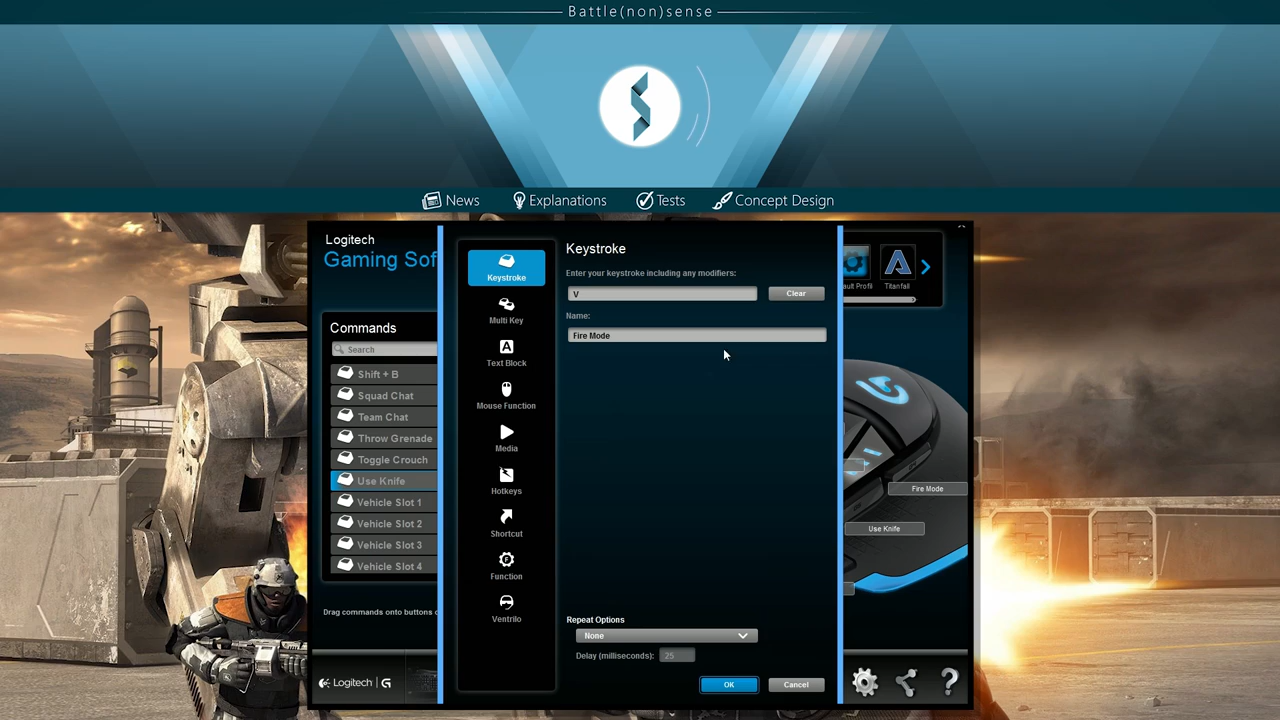 Battle(non)sense
News
Explanations
Tests
Concept Design
Logitech
Gaming Sof
Commands
Search
Shift + B
Squad Chat
Team Chat
Throw Grenade
Toggle Crouch
Use Knife
Vehicle Slot 1
Vehicle Slot 2
Vehicle Slot 3
Vehicle Slot 4
Drag commands onto buttons
Logitech | G
Keystroke
Multi Key
Text Block
Mouse Function
Media
Hotkeys
Shortcut
Function
Ventrilo
Keystroke
Enter your keystroke including any modifiers:
V
Clear
Name:
Fire Mode
Repeat Options
None
Delay (milliseconds):
25
OK
Cancel
ault Profil
Titanfall
Fire Mode
Use Knife
?